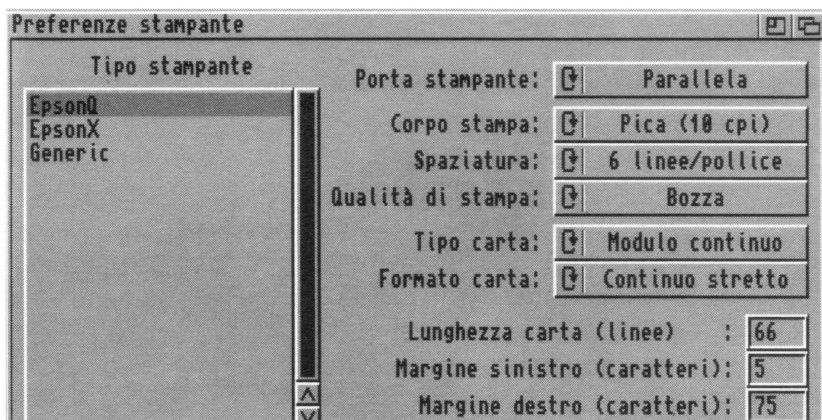 Preferenze stampante
Tipo stampante
EpsonQ
EpsonX
Generic
Porta stampante: Parallela
Corpo stampa: Pica (10 cpi)
Spaziatura: 6 linee/pollice
Qualità di stampa: Bozza
Tipo carta: Modulo continuo
Formato carta: Continuo stretto
Lunghezza carta (linee) : 66
Margine sinistro (caratteri): 5
Margine destro (caratteri): 75